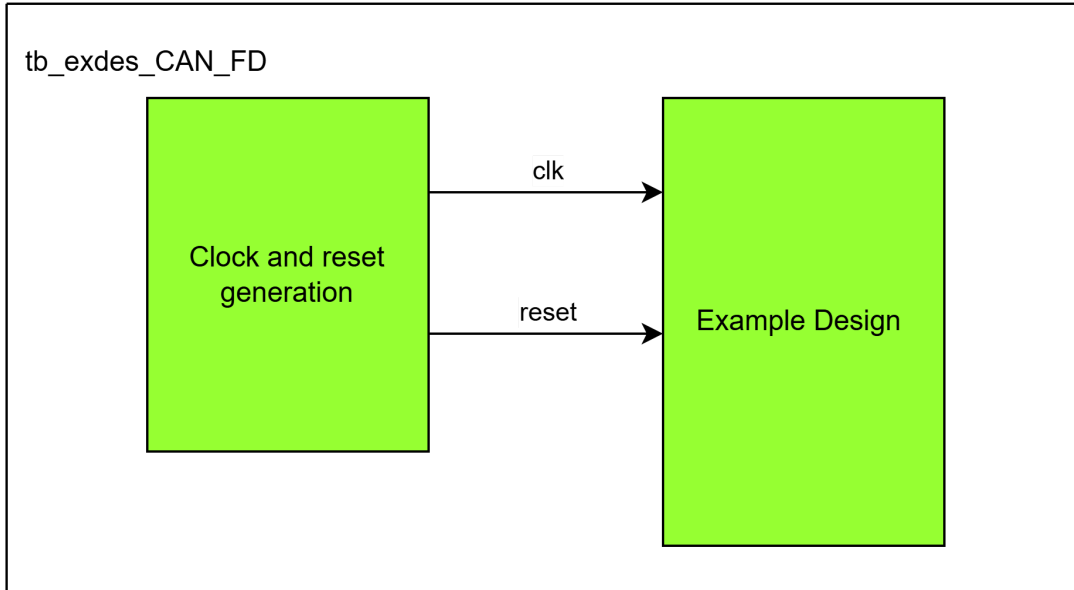 tb_exdes_CAN_FD
clk
Clock and reset
generation
reset
Example Design